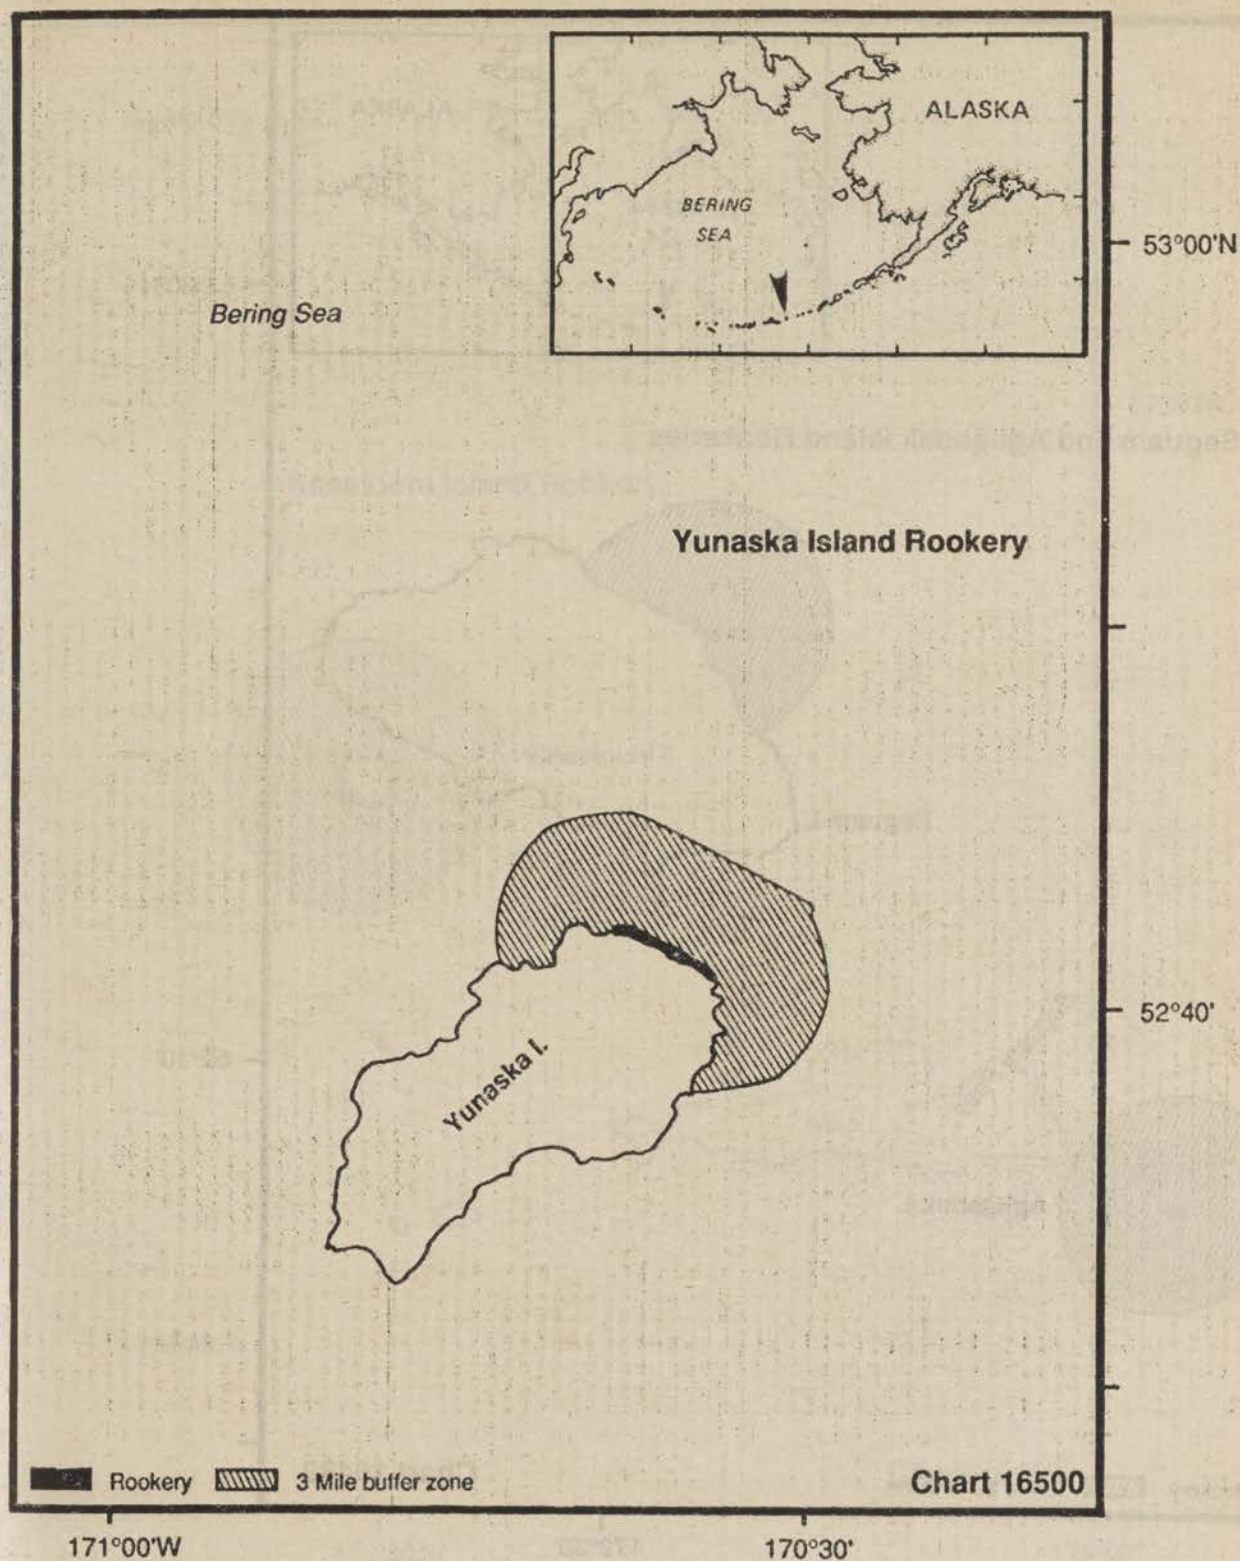 ALASKA
BERING
SEA
53°00'N
Bering Sea
Yunaska Island Rookery
52°40'
Yunaska I.
Rookery
3 Mile buffer zone
Chart 16500
171°00'W
170°30'